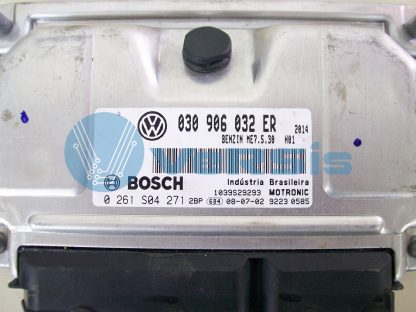 030 906 032 ER 2014
BENZIN ME7.5.30 H01
Versis
BOSCH
Indústria Brasileira
1039S29293 MOTRONIC
0 261 S04 271 2BP 684 08-07-02 9223 0585